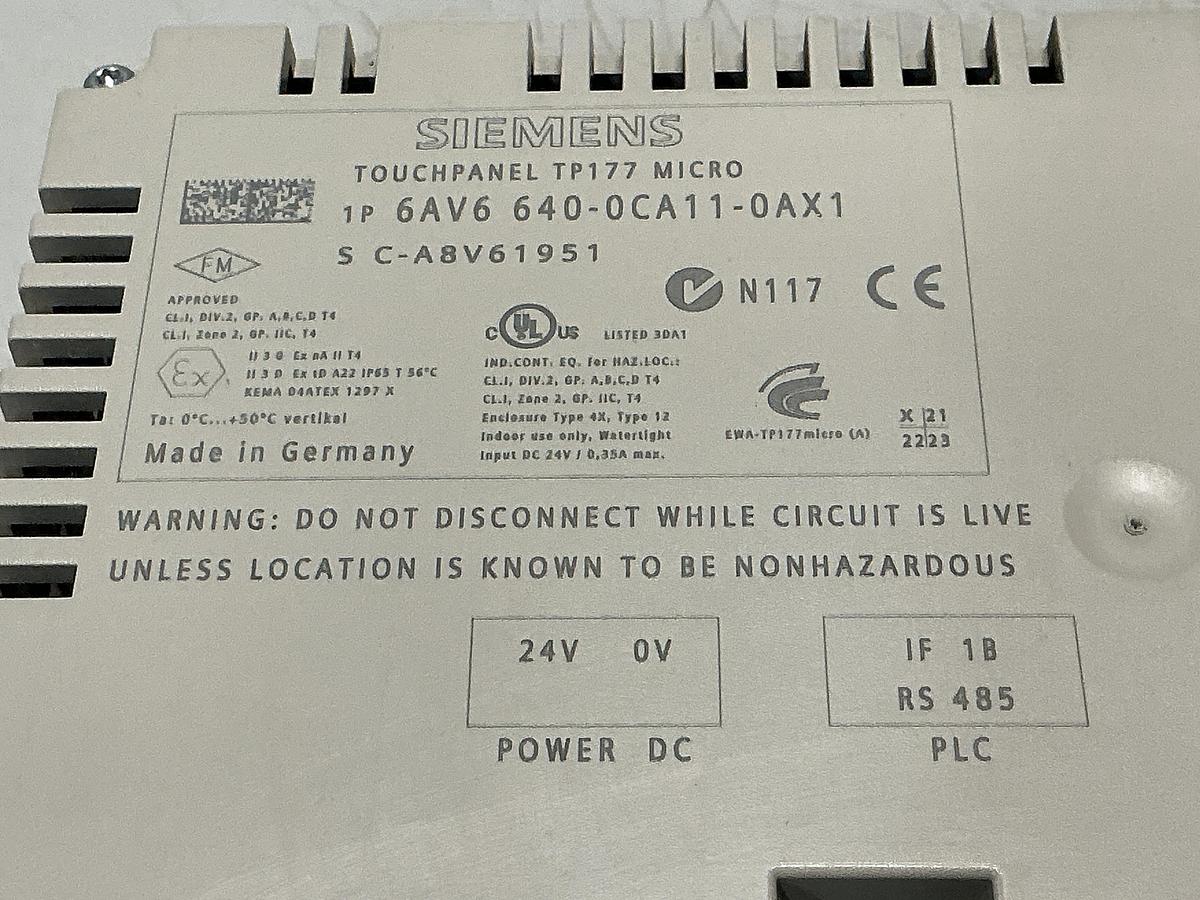 SIEMENS
TOUCHPANEL TP177 MICRO
1P 6AV6 640-0CA11-0AX1
S C-A8V61951
FM
N117 CE
APPROVED
CL.I, DIV.2, GP. A,B,C,D T4
CL.I, Zone 2, GP. IIC, T4
Ex
II 3 G Ex nA II T4
II 3 D Ex tD A22 IP65 T 56°C
KEMA 04ATEX 1297 X
Ta: 0°C...+50°C vertikal
Made in Germany
C UL US LISTED 3DA1
IND.CONT. EQ. for HAZ.LOC.:
CL.I, DIV.2, GP. A,B,C,D T4
CL.I, Zone 2, GP. IIC, T4
Enclosure Type 4X, Type 12
Indoor use only, Watertight
Input DC 24V / 0,35A max.
EWA-TP177micro (A)
X 21
22 23
WARNING: DO NOT DISCONNECT WHILE CIRCUIT IS LIVE
UNLESS LOCATION IS KNOWN TO BE NONHAZARDOUS
24V 0V
POWER DC
IF 1B
RS 485
PLC